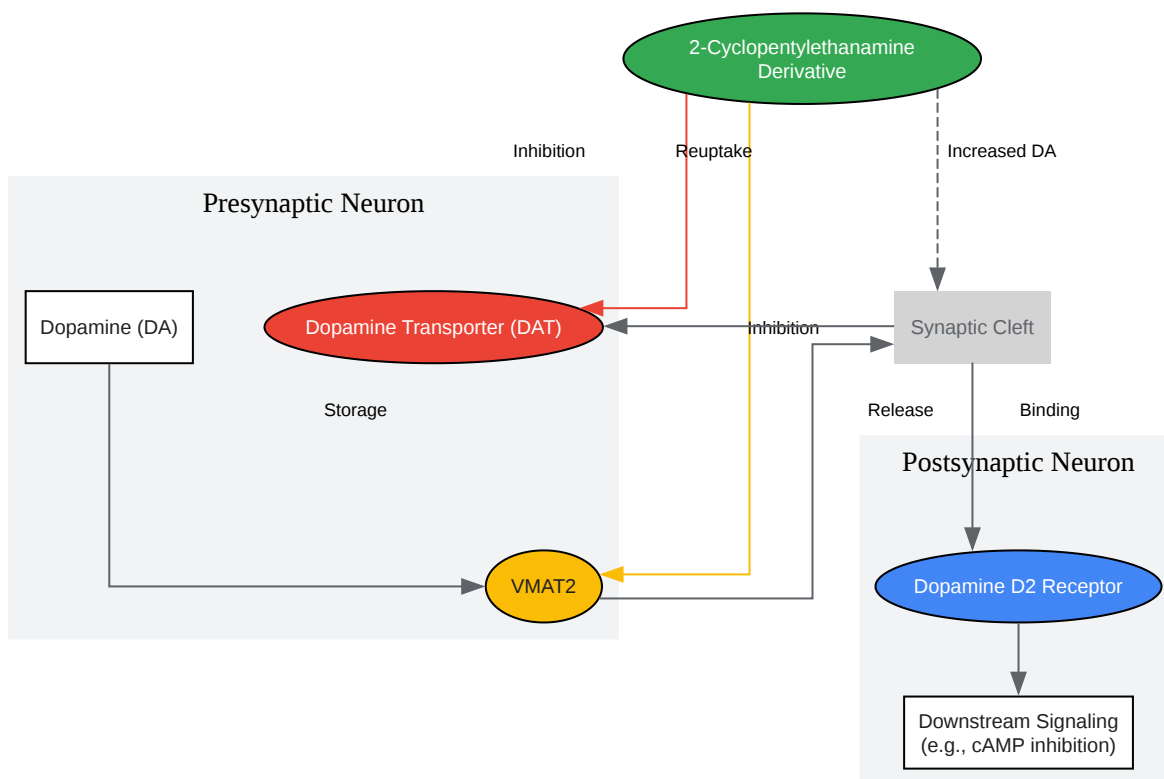 2-Cyclopentylethanamine
Derivative
Inhibition
Reuptake
Increased DA
Presynaptic Neuron
Dopamine (DA)
Dopamine Transporter (DAT)
Inhibition
Synaptic Cleft
Storage
Release
Binding
Postsynaptic Neuron
VMAT2
Dopamine D2 Receptor
Downstream Signaling
(e.g., cAMP inhibition)